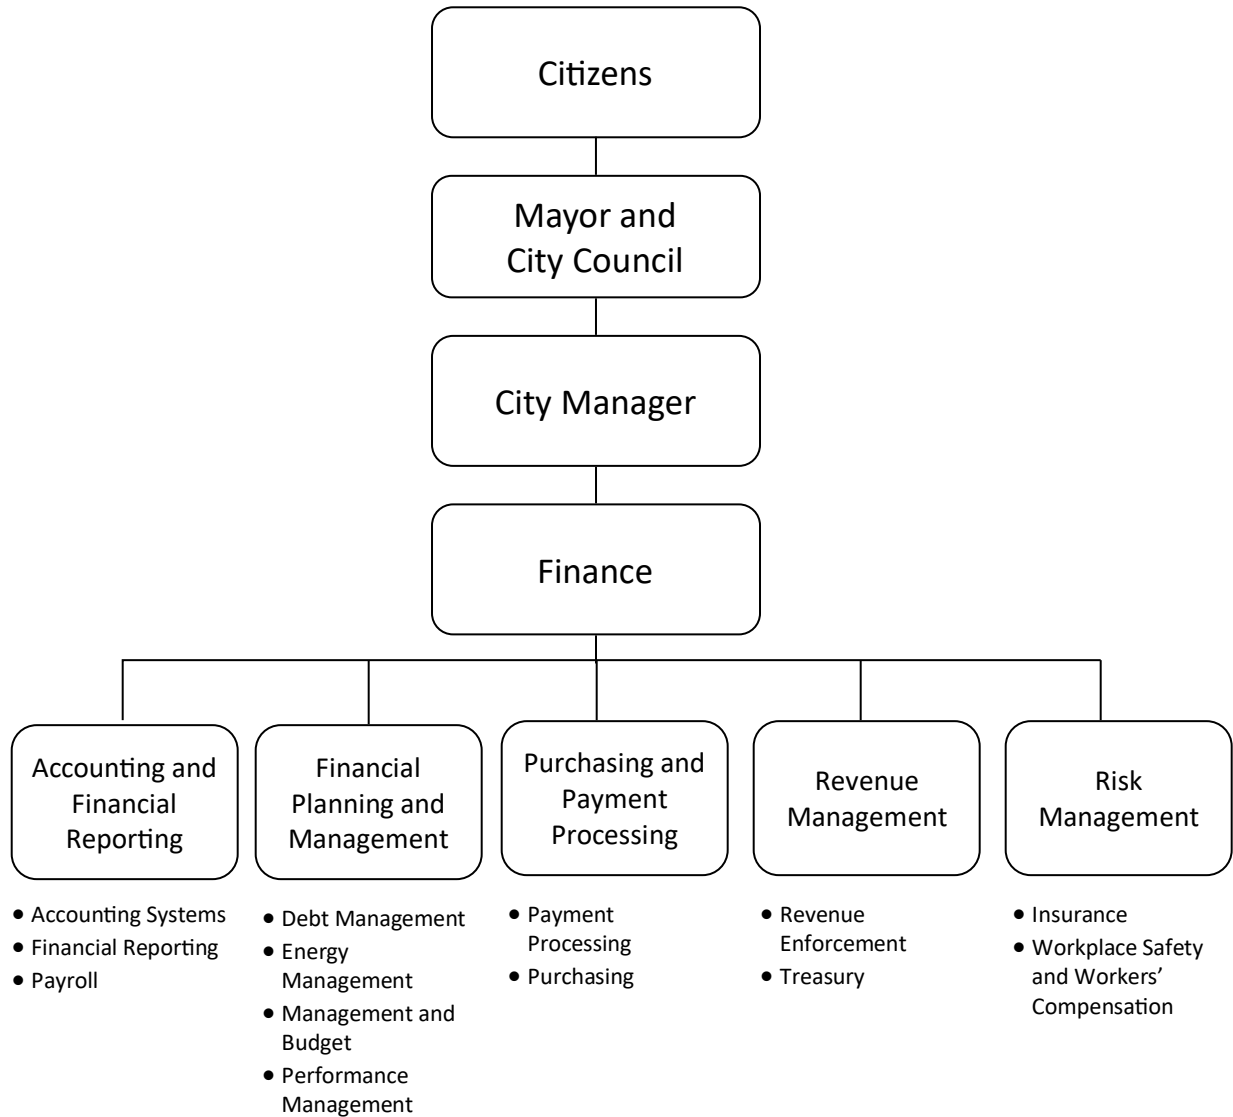 Citizens
Mayor and
City Council
City Manager
Finance
Accounting and
Financial
Reporting
• Accounting Systems
• Financial Reporting
• Payroll
Financial
Planning and
Management
• Debt Management
• Energy
Management
• Management and
Budget
• Performance
Management
Purchasing and
Payment
Processing
• Payment
Processing
• Purchasing
Revenue
Management
• Revenue
Enforcement
• Treasury
Risk
Management
• Insurance
• Workplace Safety
and Workers’
Compensation